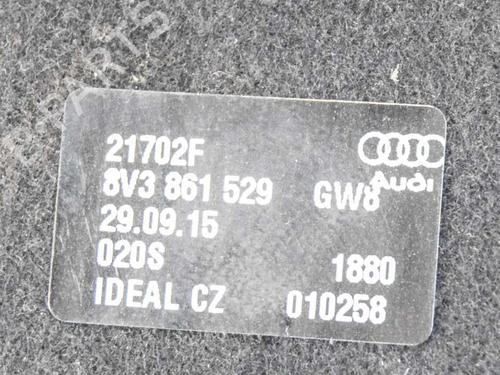 21702F
8V3 861 529 GW8
Audi
29.09.15
020S 1880
IDEAL CZ 010258